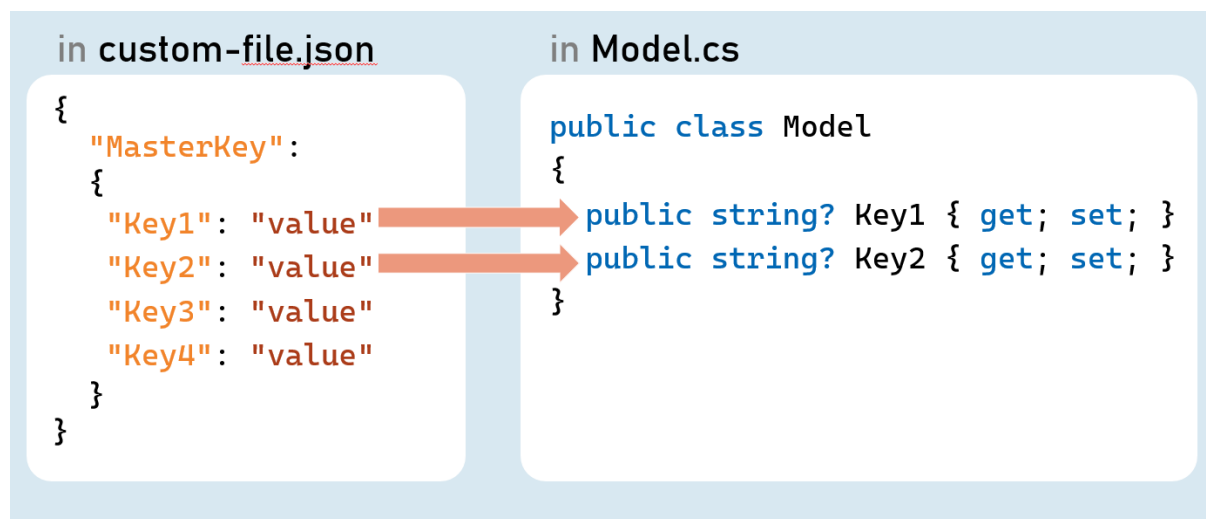 in custom-file.json
{
"MasterKey":
{
"Key1": "value"
"Key2": "value"
"Key3": "value"
"Key4": "value"
}
}
in Model.cs
public class Model
{
public string? Key1 { get; set; }
public string? Key2 { get; set; }
}